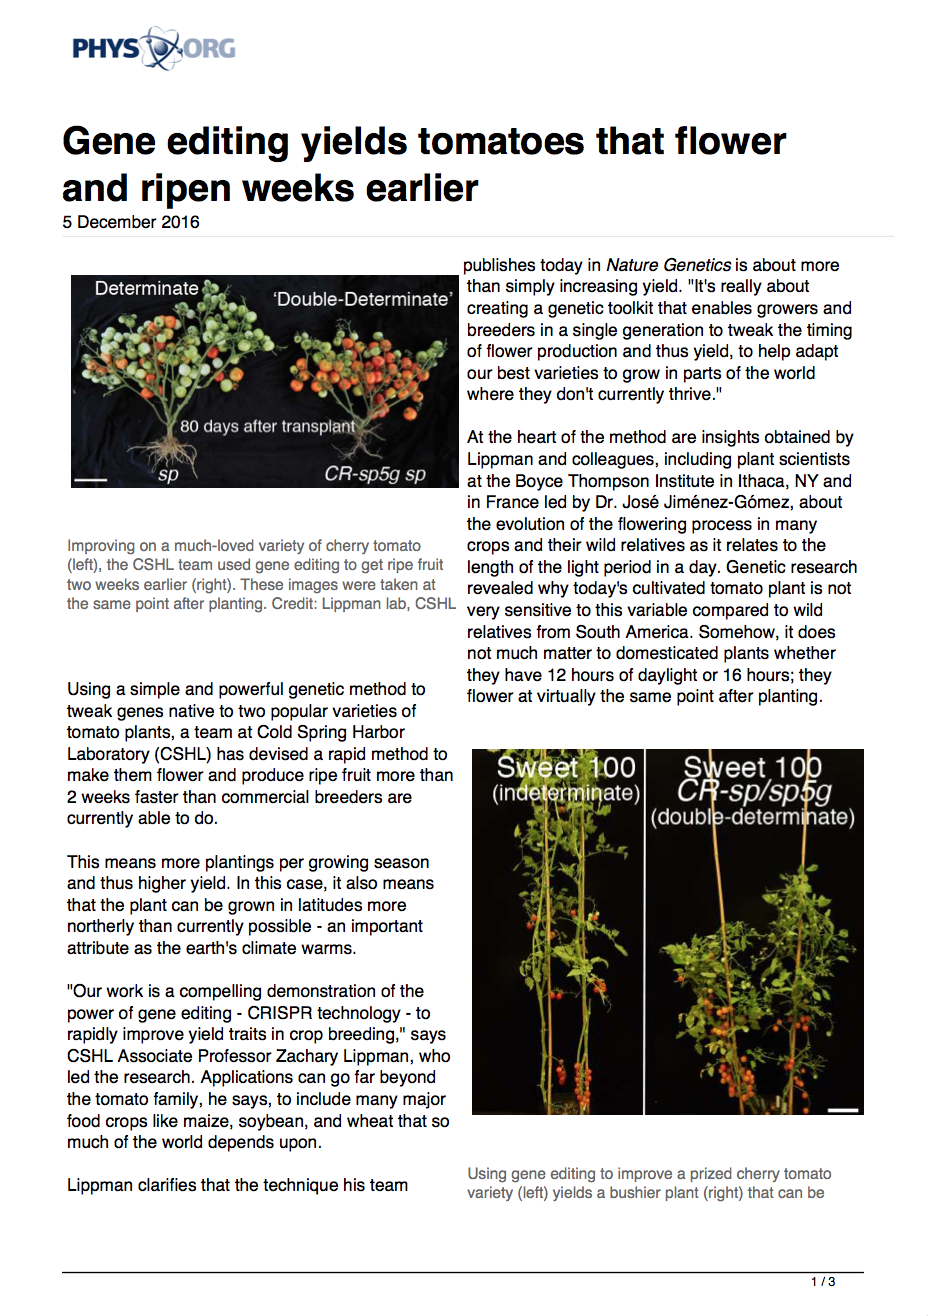 PHYS ORG
Gene editing yields tomatoes that flower
and ripen weeks earlier
5 December 2016
Determinate
'Double-Determinate'
80 days after transplant
sp
CR-sp5g sp
Improving on a much-loved variety of cherry tomato
(left), the CSHL team used gene editing to get ripe fruit
two weeks earlier (right). These images were taken at
the same point after planting. Credit: Lippman lab, CSHL
Using a simple and powerful genetic method to
tweak genes native to two popular varieties of
tomato plants, a team at Cold Spring Harbor
Laboratory (CSHL) has devised a rapid method to
make them flower and produce ripe fruit more than
2 weeks faster than commercial breeders are
currently able to do.
This means more plantings per growing season
and thus higher yield. In this case, it also means
that the plant can be grown in latitudes more
northerly than currently possible - an important
attribute as the earth's climate warms.
"Our work is a compelling demonstration of the
power of gene editing - CRISPR technology - to
rapidly improve yield traits in crop breeding," says
CSHL Associate Professor Zachary Lippman, who
led the research. Applications can go far beyond
the tomato family, he says, to include many major
food crops like maize, soybean, and wheat that so
much of the world depends upon.
Lippman clarifies that the technique his team
publishes today in Nature Genetics is about more
than simply increasing yield. "It's really about
creating a genetic toolkit that enables growers and
breeders in a single generation to tweak the timing
of flower production and thus yield, to help adapt
our best varieties to grow in parts of the world
where they don't currently thrive."
At the heart of the method are insights obtained by
Lippman and colleagues, including plant scientists
at the Boyce Thompson Institute in Ithaca, NY and
in France led by Dr. José Jiménez-Gómez, about
the evolution of the flowering process in many
crops and their wild relatives as it relates to the
length of the light period in a day. Genetic research
revealed why today's cultivated tomato plant is not
very sensitive to this variable compared to wild
relatives from South America. Somehow, it does
not much matter to domesticated plants whether
they have 12 hours of daylight or 16 hours; they
flower at virtually the same point after planting.
Sweet 100
(indeterminate)
Sweet 100
CR-sp/sp5g
(double-determinate)
Using gene editing to improve a prized cherry tomato
variety (left) yields a bushier plant (right) that can be
1 / 3